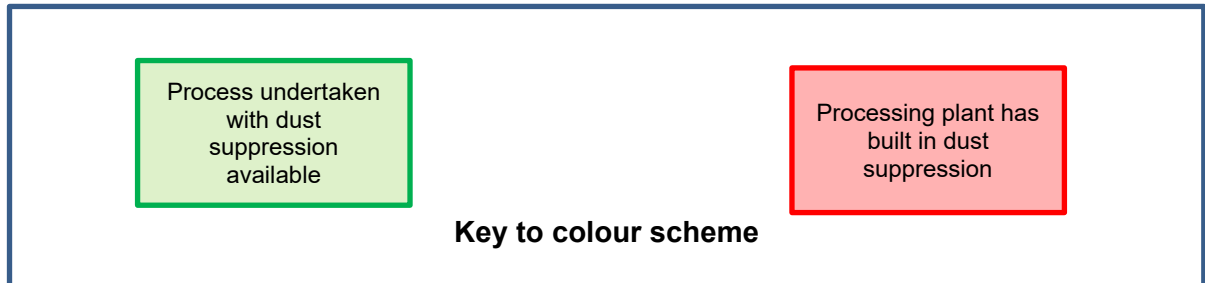 Process undertaken
with dust
suppression
available
Processing plant has
built in dust
suppression
Key to colour scheme